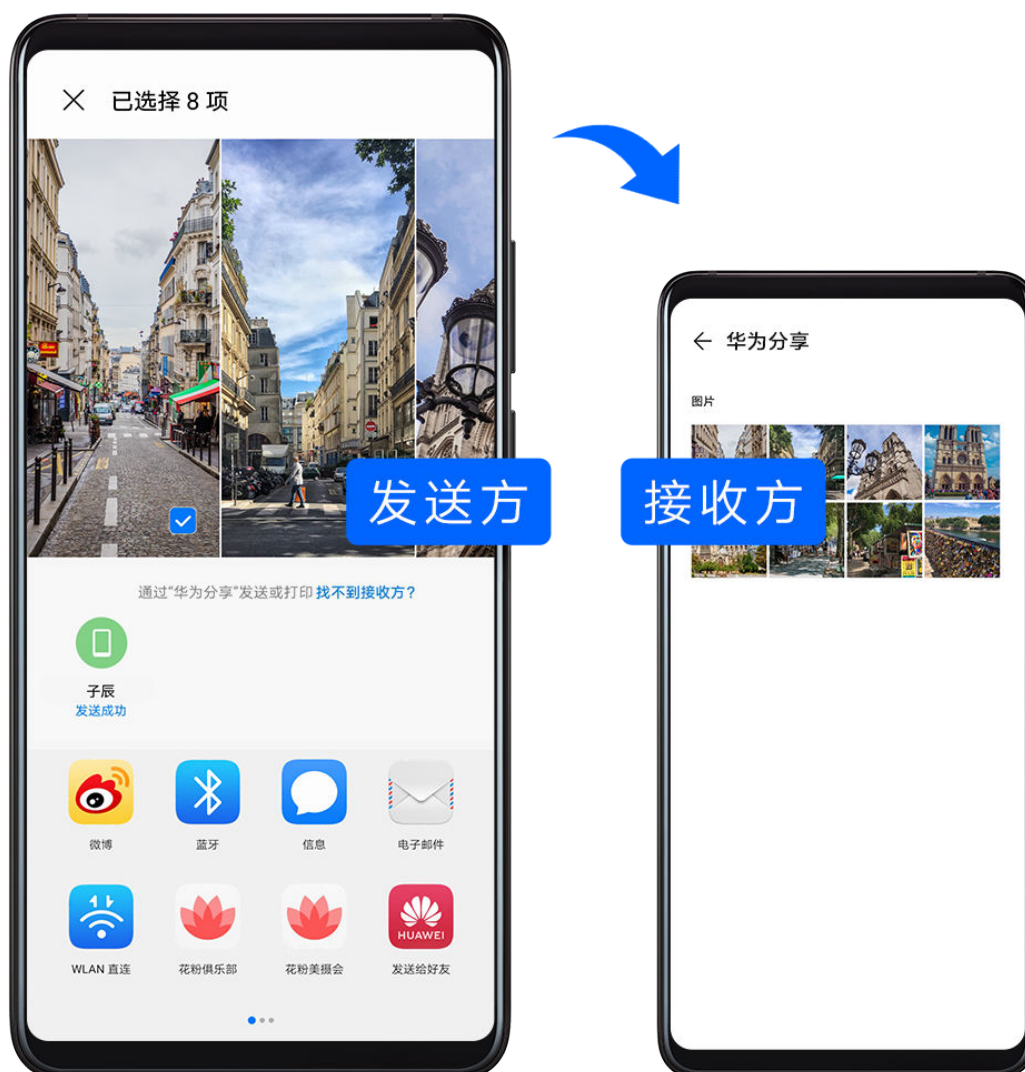 已选择 8 项
发送方
通过“华为分享”发送或打印 找不到接收方?
子辰
发送成功
微博
蓝牙
信息
电子邮件
HUAWEI
WLAN 直连
花粉俱乐部
花粉美摄会
发送给好友
华为分享
图片
接收方